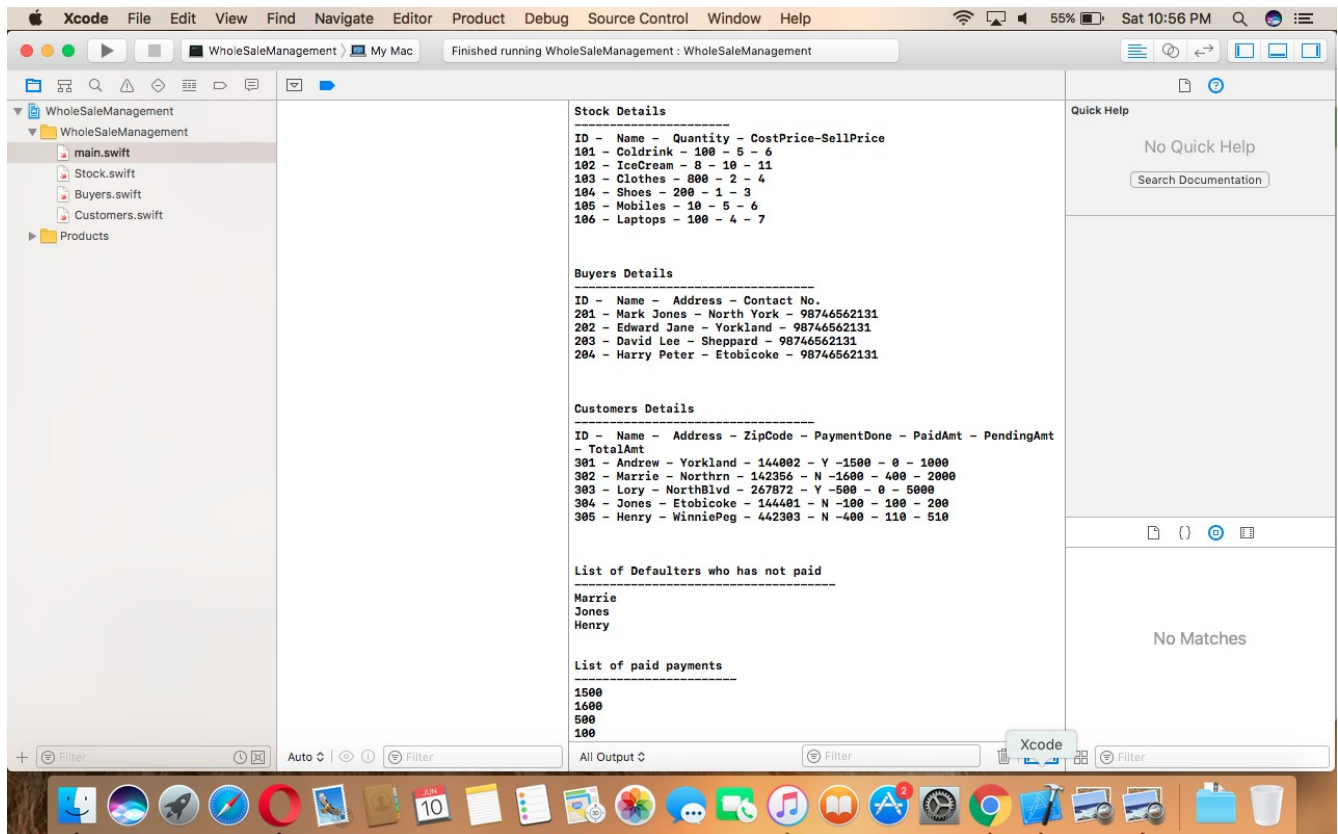 Xcode File Edit View Find Navigate Editor Product Debug Source Control Window Help 55% Sat 10:56 PM
WholeSaleManagement My Mac Finished running WholeSaleManagement : WholeSaleManagement
WholeSaleManagement
WholeSaleManagement
main.swift
Stock.swift
Buyers.swift
Customers.swift
Products
Stock Details
-----------------------
ID - Name - Quantity - CostPrice-SellPrice
101 - Coldrink - 100 - 5 - 6
102 - IceCream - 8 - 10 - 11
103 - Clothes - 800 - 2 - 4
104 - Shoes - 200 - 1 - 3
105 - Mobiles - 10 - 5 - 6
106 - Laptops - 100 - 4 - 7
Buyers Details
-----------------------------------
ID - Name - Address - Contact No.
201 - Mark Jones - North York - 98746562131
202 - Edward Jane - Yorkland - 98746562131
203 - David Lee - Sheppard - 98746562131
204 - Harry Peter - Etobicoke - 98746562131
Customers Details
-----------------------------------
ID - Name - Address - ZipCode - PaymentDone - PaidAmt - PendingAmt
- TotalAmt
301 - Andrew - Yorkland - 144002 - Y -1500 - 0 - 1000
302 - Marrie - Northrn - 142356 - N -1600 - 400 - 2000
303 - Lory - NorthBlvd - 267872 - Y -500 - 0 - 5000
304 - Jones - Etobicoke - 144401 - N -100 - 100 - 200
305 - Henry - WinniePeg - 442303 - N -400 - 110 - 510
List of Defaulters who has not paid
--------------------------------------
Marrie
Jones
Henry
List of paid payments
------------------------
1500
1600
500
100
Quick Help
No Quick Help
Search Documentation
No Matches
Filter
Auto Filter
All Output Filter
Xcode
Filter
JUN
10
2